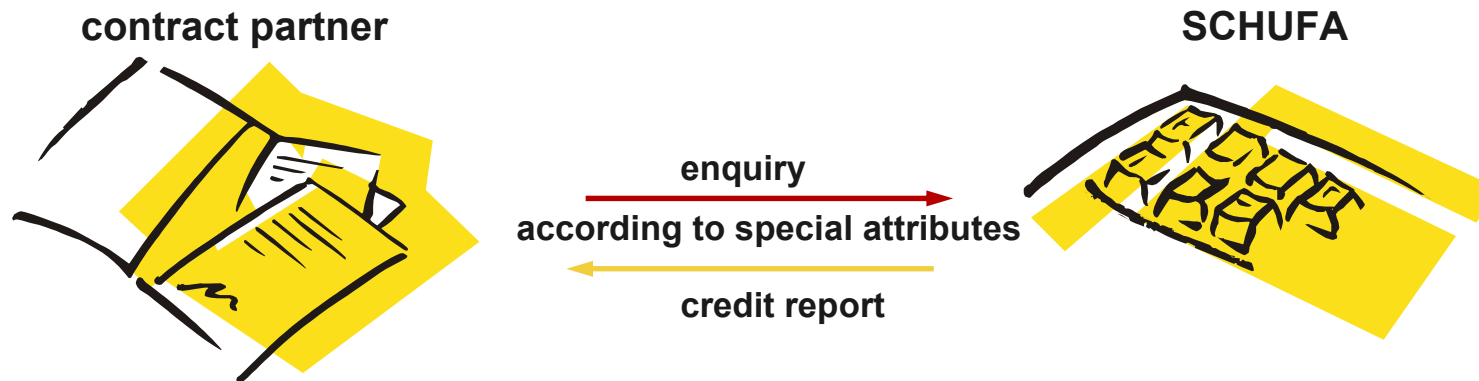 contract partner
SCHUFA
enquiry
according to special attributes
credit report